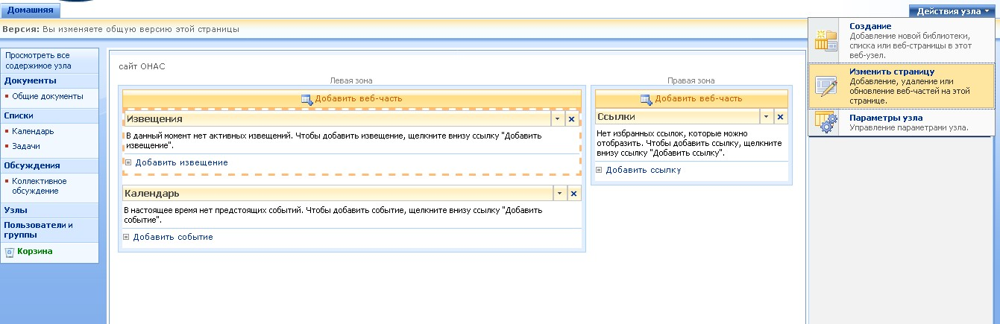 Домашняя
Действия узла
Версия: Вы изменяете общую версию этой страницы
Просмотреть все
содержимое узла
Документы
Общие документы
Списки
Календарь
Задачи
Обсуждения
Коллективное
обсуждение
Узлы
Пользователи и
группы
Корзина
сайт ОНАС
Левая зона
Добавить веб-часть
Извещения
В данный момент нет активных извещений. Чтобы добавить извещение, щелкните внизу ссылку "Добавить
извещение".
Добавить извещение
Календарь
В настоящее время нет предстоящих событий. Чтобы добавить событие, щелкните внизу ссылку "Добавить
событие".
Добавить событие
Правая зона
Добавить веб-часть
Ссылки
Нет избранных ссылок, которые можно
отобразить. Чтобы добавить ссылку, щелкните
внизу ссылку "Добавить ссылку".
Добавить ссылку
Создание
Добавление новой библиотеки,
списка или веб-страницы в этот
веб-узел.
Изменить страницу
Добавление, удаление или
обновление веб-частей на этой
странице.
Параметры узла
Управление параметрами узла.